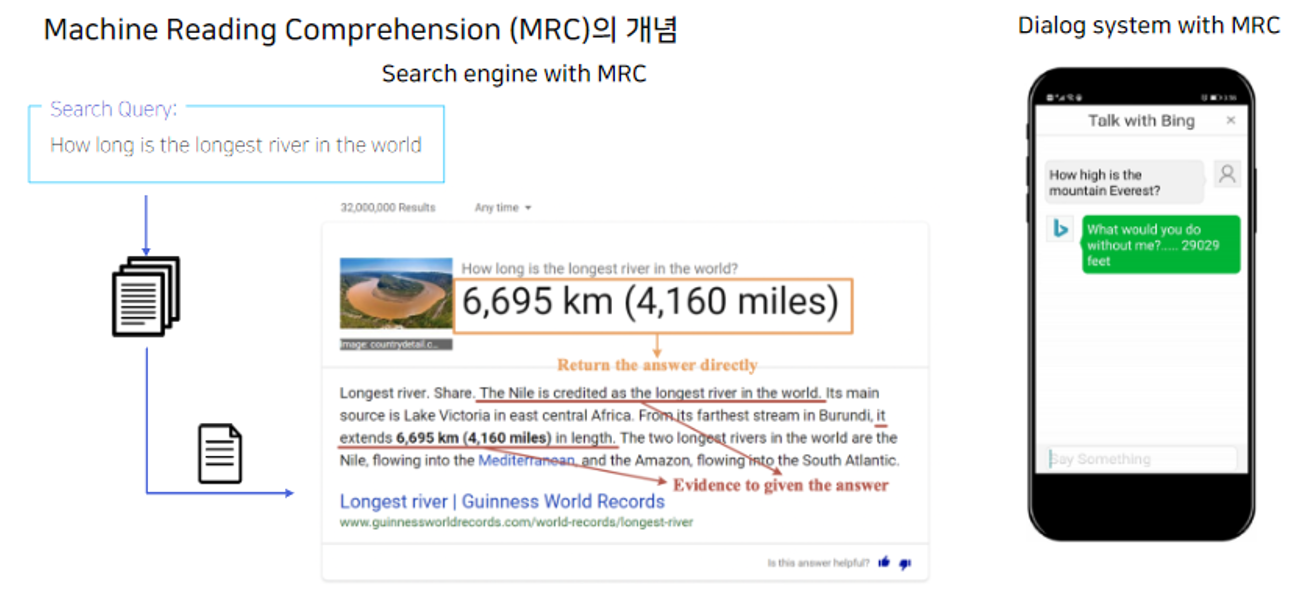 Machine Reading Comprehension (MRC)의 개념
Search engine with MRC
Search Query:
How long is the longest river in the world
32,000,000 Results Any time
How long is the longest river in the world?
6,695 km (4,160 miles)
Image: countrydetail.c...
Return the answer directly
Longest river. Share. The Nile is credited as the longest river in the world. Its main
source is Lake Victoria in east central Africa. From its farthest stream in Burundi, it
extends 6,695 km (4,160 miles) in length. The two longest rivers in the world are the
Nile, flowing into the Mediterranean, and the Amazon, flowing into the South Atlantic.
Evidence to given the answer
Longest river | Guinness World Records
www.guinnessworldrecords.com/world-records/longest-river
Is this answer helpful?
Dialog system with MRC
Talk with Bing ×
How high is the
mountain Everest?
What would you do
without me?..... 29029
feet
Say Something